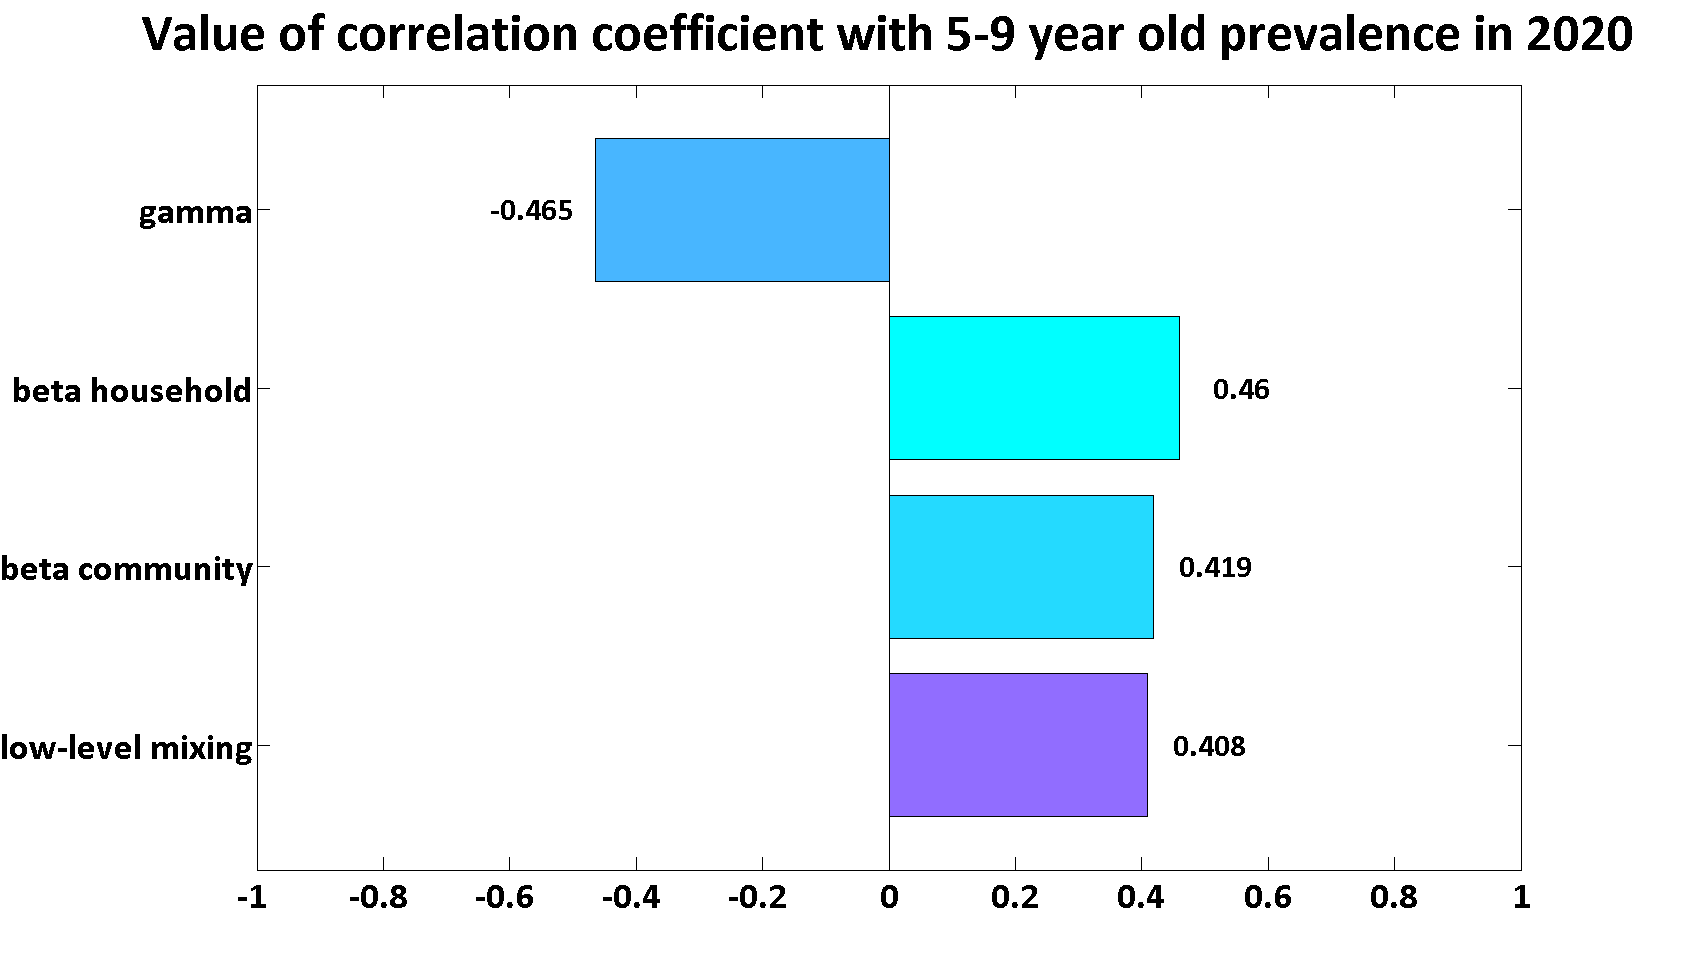 Value of correlation coefficient with 5-9 year old prevalence in 2020
gamma
-0.465
beta household
0.46
beta community
0.419
low-level mixing
0.408
-1 -0.8 -0.6 -0.4 -0.2 0 0.2 0.4 0.6 0.8 1